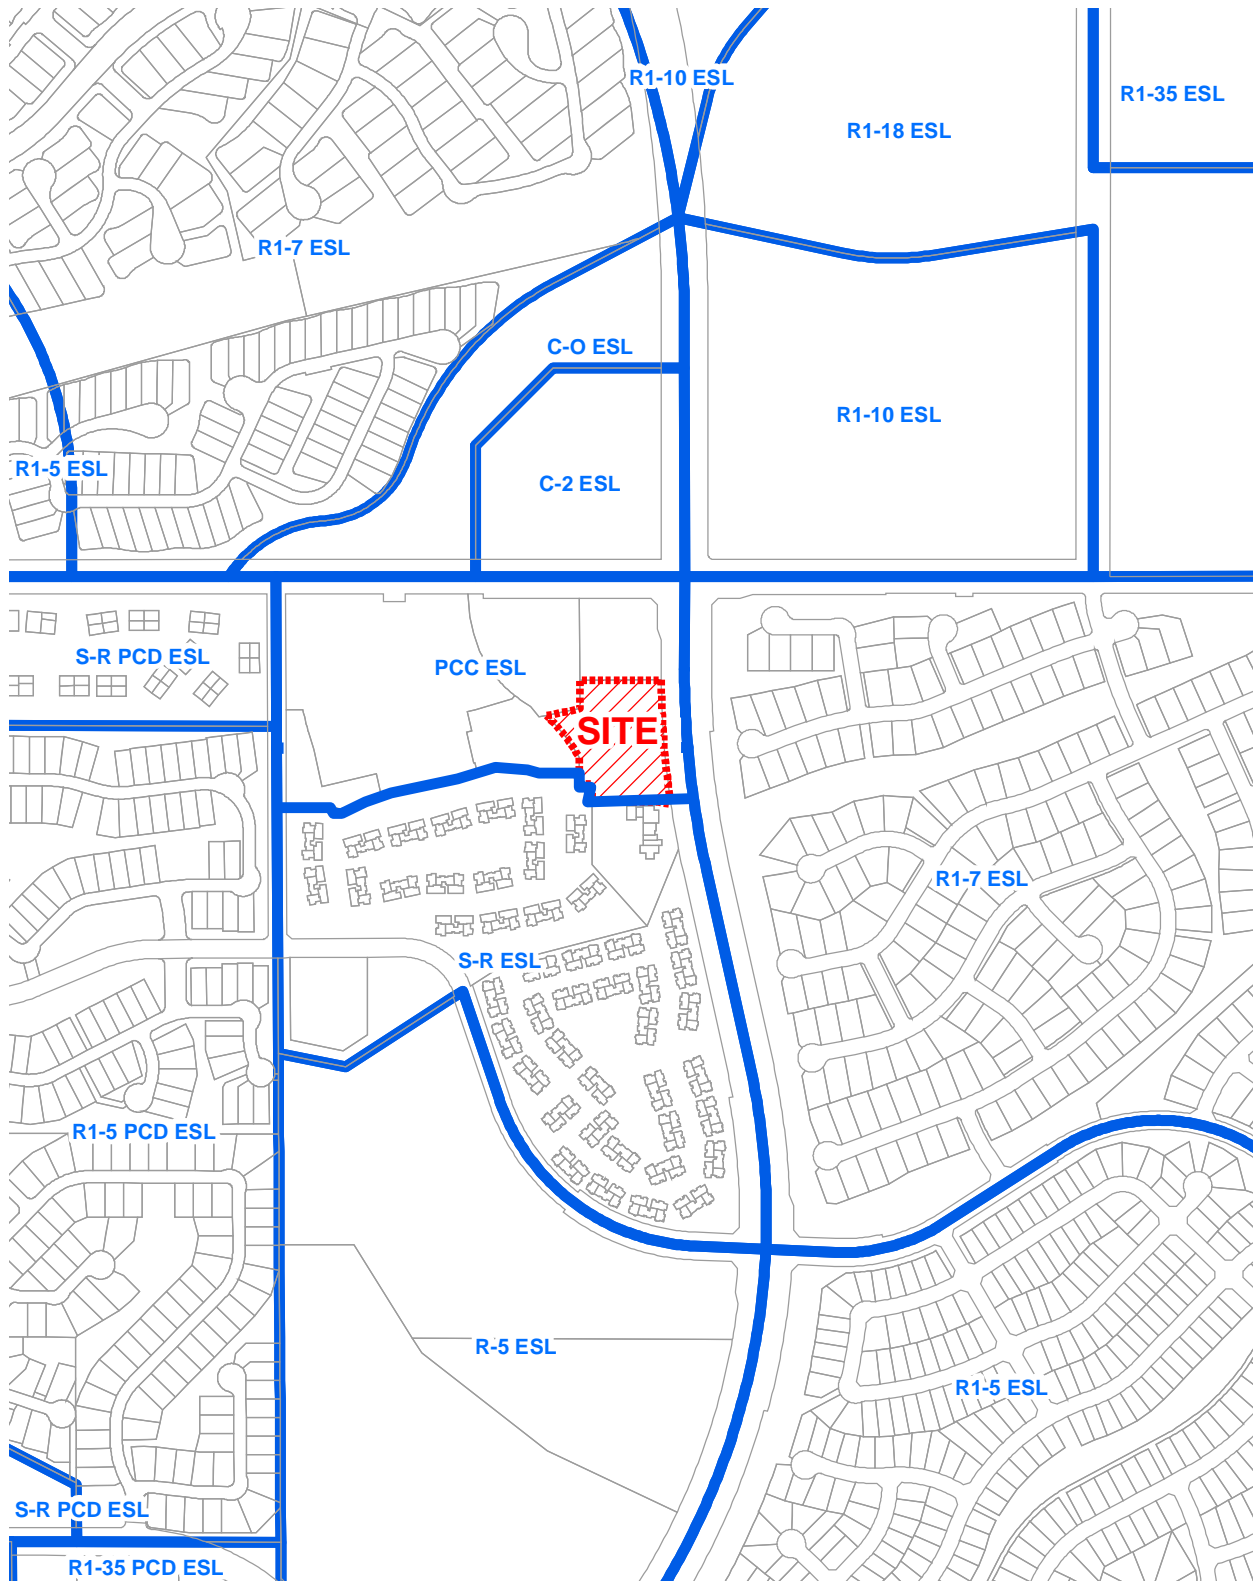 R1-10 ESL
R1-35 ESL
R1-18 ESL
R1-7 ESL
C-O ESL
R1-10 ESL
R1-5 ESL
C-2 ESL
S-R PCD ESL
PCC ESL
SITE
R1-7 ESL
S-R ESL
R1-5 PCD ESL
R-5 ESL
R1-5 ESL
S-R PCD ESL
R1-35 PCD ESL